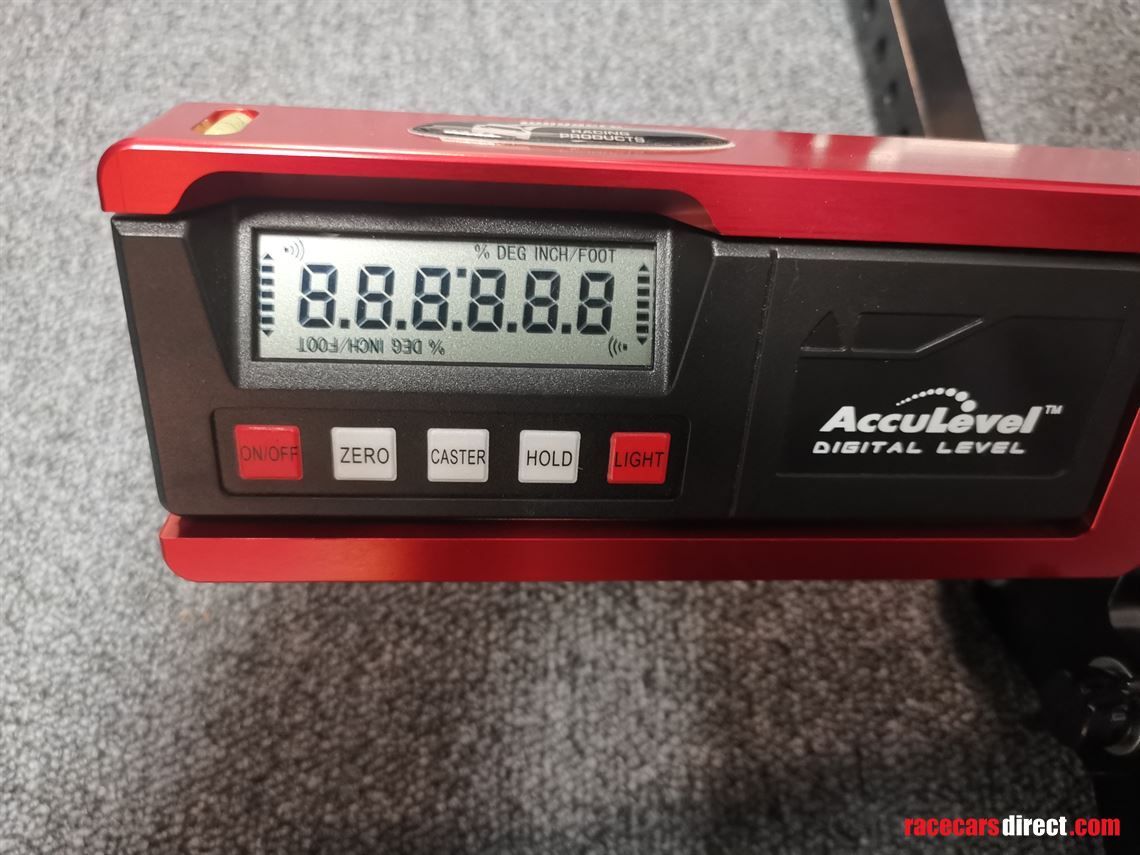 RACING
PRODUCTS
% DEG INCH/FOOT
8.8.8:8.8.8
% DEG INCH/FOOT
ON/OFF
ZERO
CASTER
HOLD
LIGHT
AccuLevel™
DIGITAL LEVEL
racecarsdirect.com